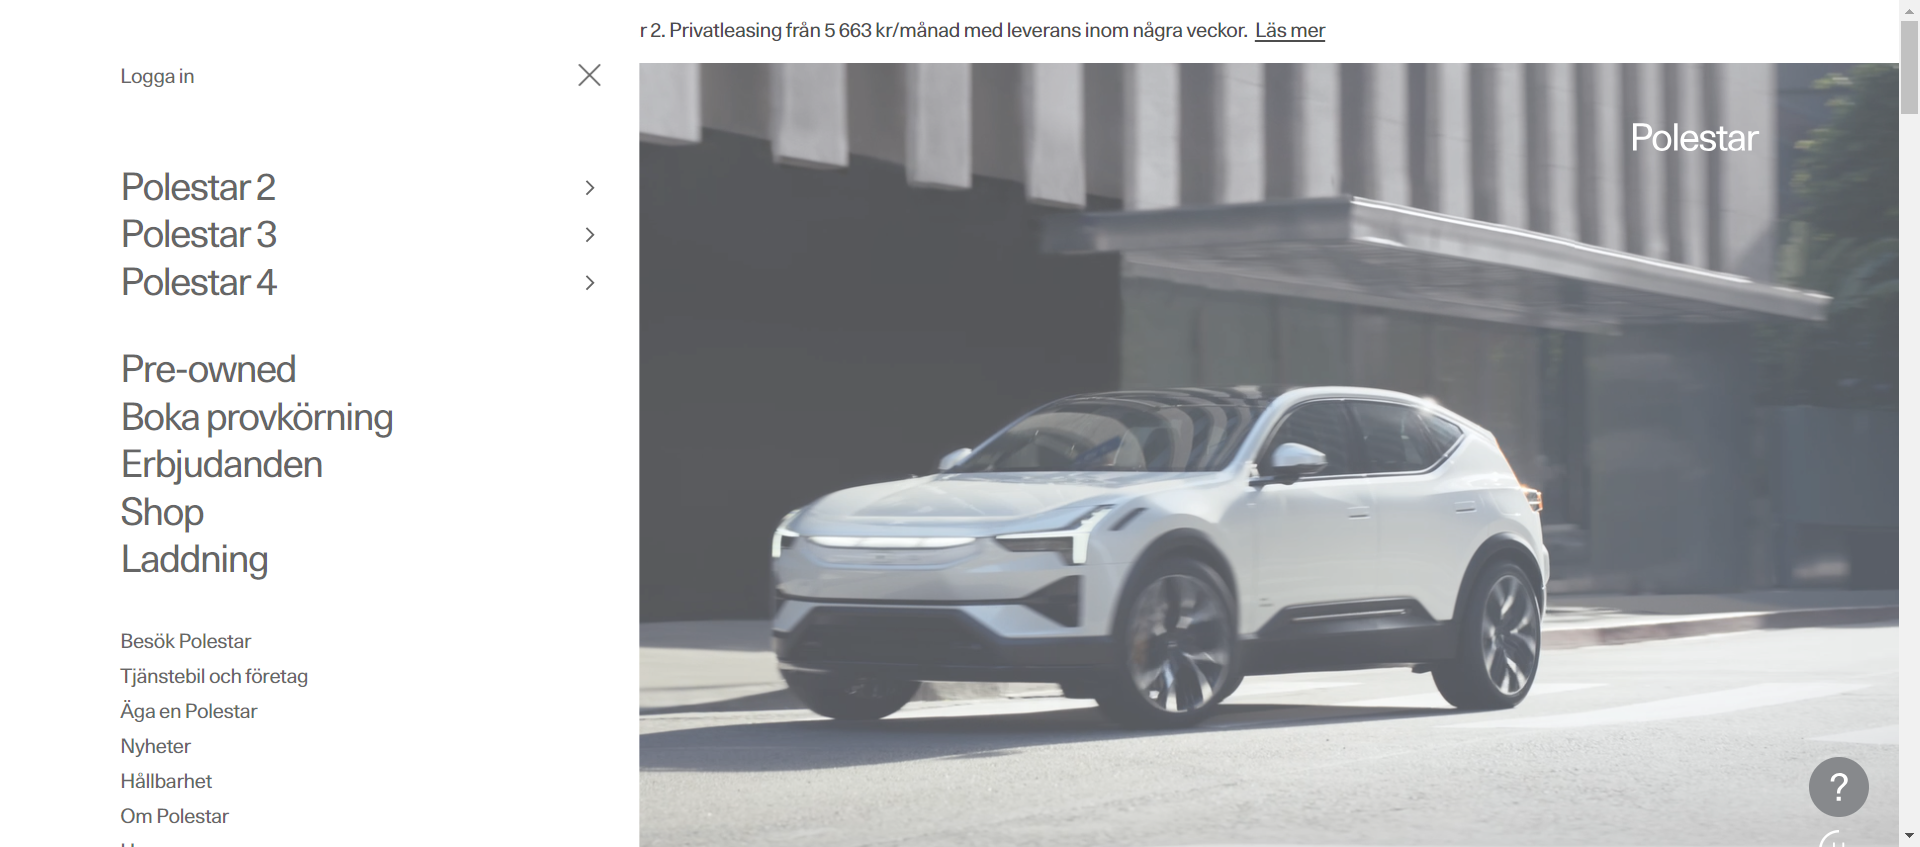 r 2. Privatleasing från 5 663 kr/månad med leverans inom några veckor. Läs mer
Logga in
Polestar
Polestar 2
Polestar 3
Polestar 4
Pre-owned
Boka provkörning
Erbjudanden
Shop
Laddning
Besök Polestar
Tjänstebil och företag
Äga en Polestar
Nyheter
Hållbarhet
Om Polestar
?